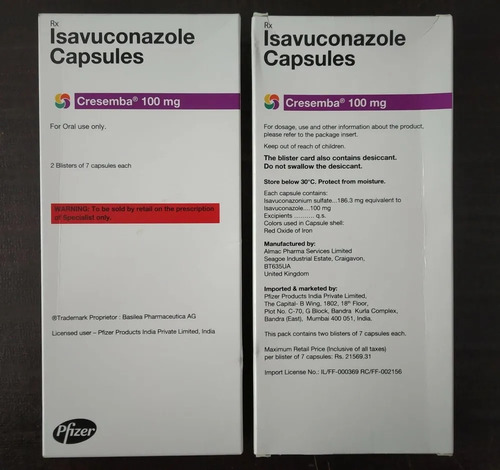 Rx
Isavuconazole
Capsules
Cresemba® 100 mg
For Oral use only.
2 Blisters of 7 capsules each
WARNING: To be sold by retail on the prescription
of Specialist only.
®Trademark Proprietor : Basilea Pharmaceutica AG
Licensed user – Pfizer Products India Private Limited, India
Pfizer
Rx
Isavuconazole
Capsules
Cresemba® 100 mg
For dosage, use and other information about the product,
please refer to the package insert.
Keep out of reach of children.
The blister card also contains desiccant.
Do not swallow the desiccant.
Store below 30°C. Protect from moisture.
Each capsule contains:
Isavuconazonium sulfate...186.3 mg equivalent to
Isavuconazole....100 mg
Excipients .......... q.s.
Colors used in Capsule shell:
Red Oxide of Iron
Manufactured by:
Almac Pharma Services Limited
Seagoe Industrial Estate, Craigavon,
BT635UA
United Kingdom
Imported & marketed by:
Pfizer Products India Private Limited,
The Capital- B Wing, 1802, 18th Floor,
Plot No. C-70, G Block, Bandra Kurla Complex,
Bandra (East), Mumbai 400 051, India.
This pack contains two blisters of 7 capsules each.
Maximum Retail Price (Inclusive of all taxes)
per blister of 7 capsules: Rs. 21569.31
Import License No.: IL/FF-000369 RC/FF-002156